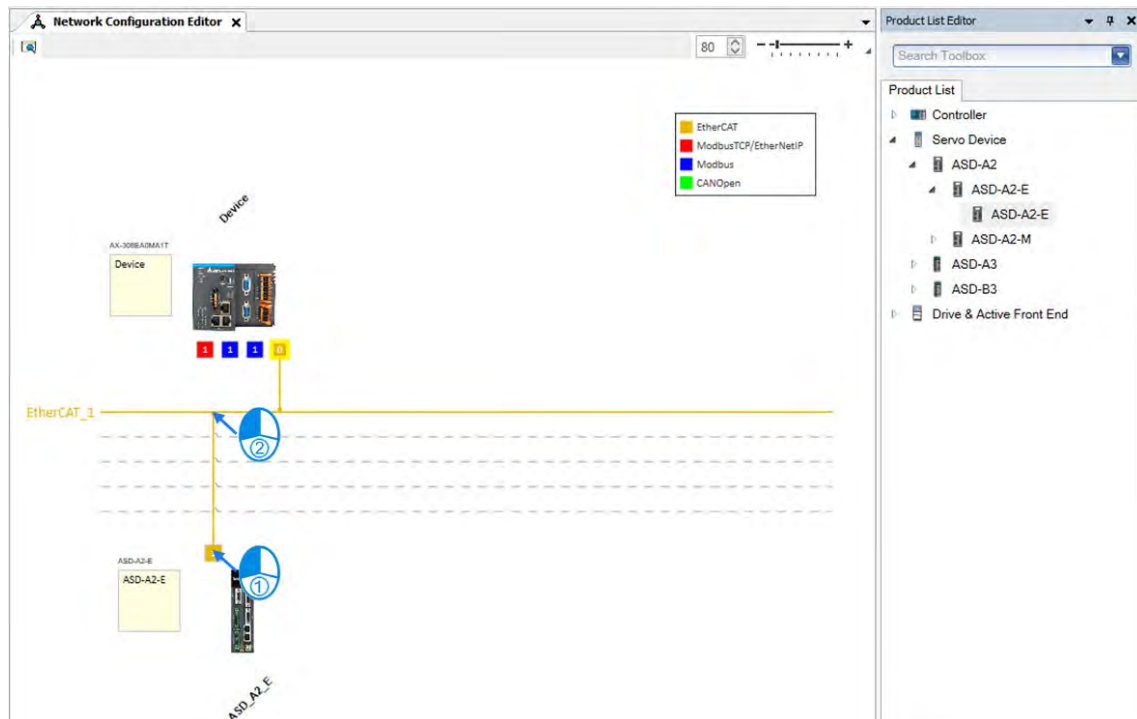 Network Configuration Editor
80
EtherCAT
ModbusTCP/EtherNetIP
Modbus
CANOpen
Device
AX-308EA0MA1T
Device
1 1 1
EtherCAT_1
②
①
ASD-A2-E
ASD-A2-E
ASD_A2_E
Product List Editor
Search Toolbox
Product List
Controller
Servo Device
ASD-A2
ASD-A2-E
ASD-A2-E
ASD-A2-M
ASD-A3
ASD-B3
Drive & Active Front End